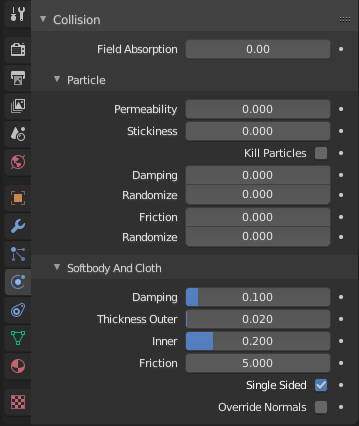 Collision
Field Absorption 0.00
Particle
Permeability 0.000
Stickiness 0.000
Kill Particles
Damping 0.000
Randomize 0.000
Friction 0.000
Randomize 0.000
Softbody And Cloth
Damping 0.100
Thickness Outer 0.020
Inner 0.200
Friction 5.000
Single Sided
Override Normals